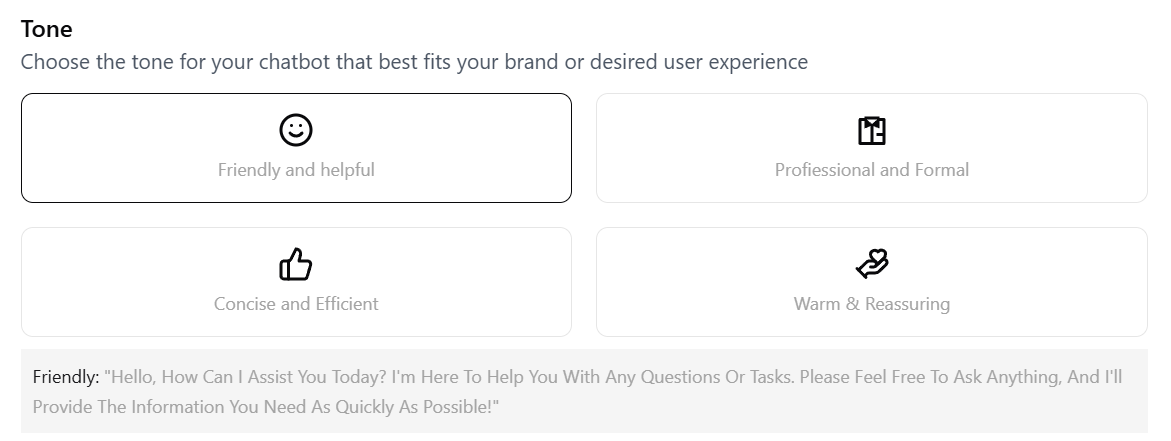 Tone
Choose the tone for your chatbot that best fits your brand or desired user experience
Friendly and helpful
Profiessional and Formal
Concise and Efficient
Warm & Reassuring
Friendly: "Hello, How Can I Assist You Today? I'm Here To Help You With Any Questions Or Tasks. Please Feel Free To Ask Anything, And I'll
Provide The Information You Need As Quickly As Possible!"